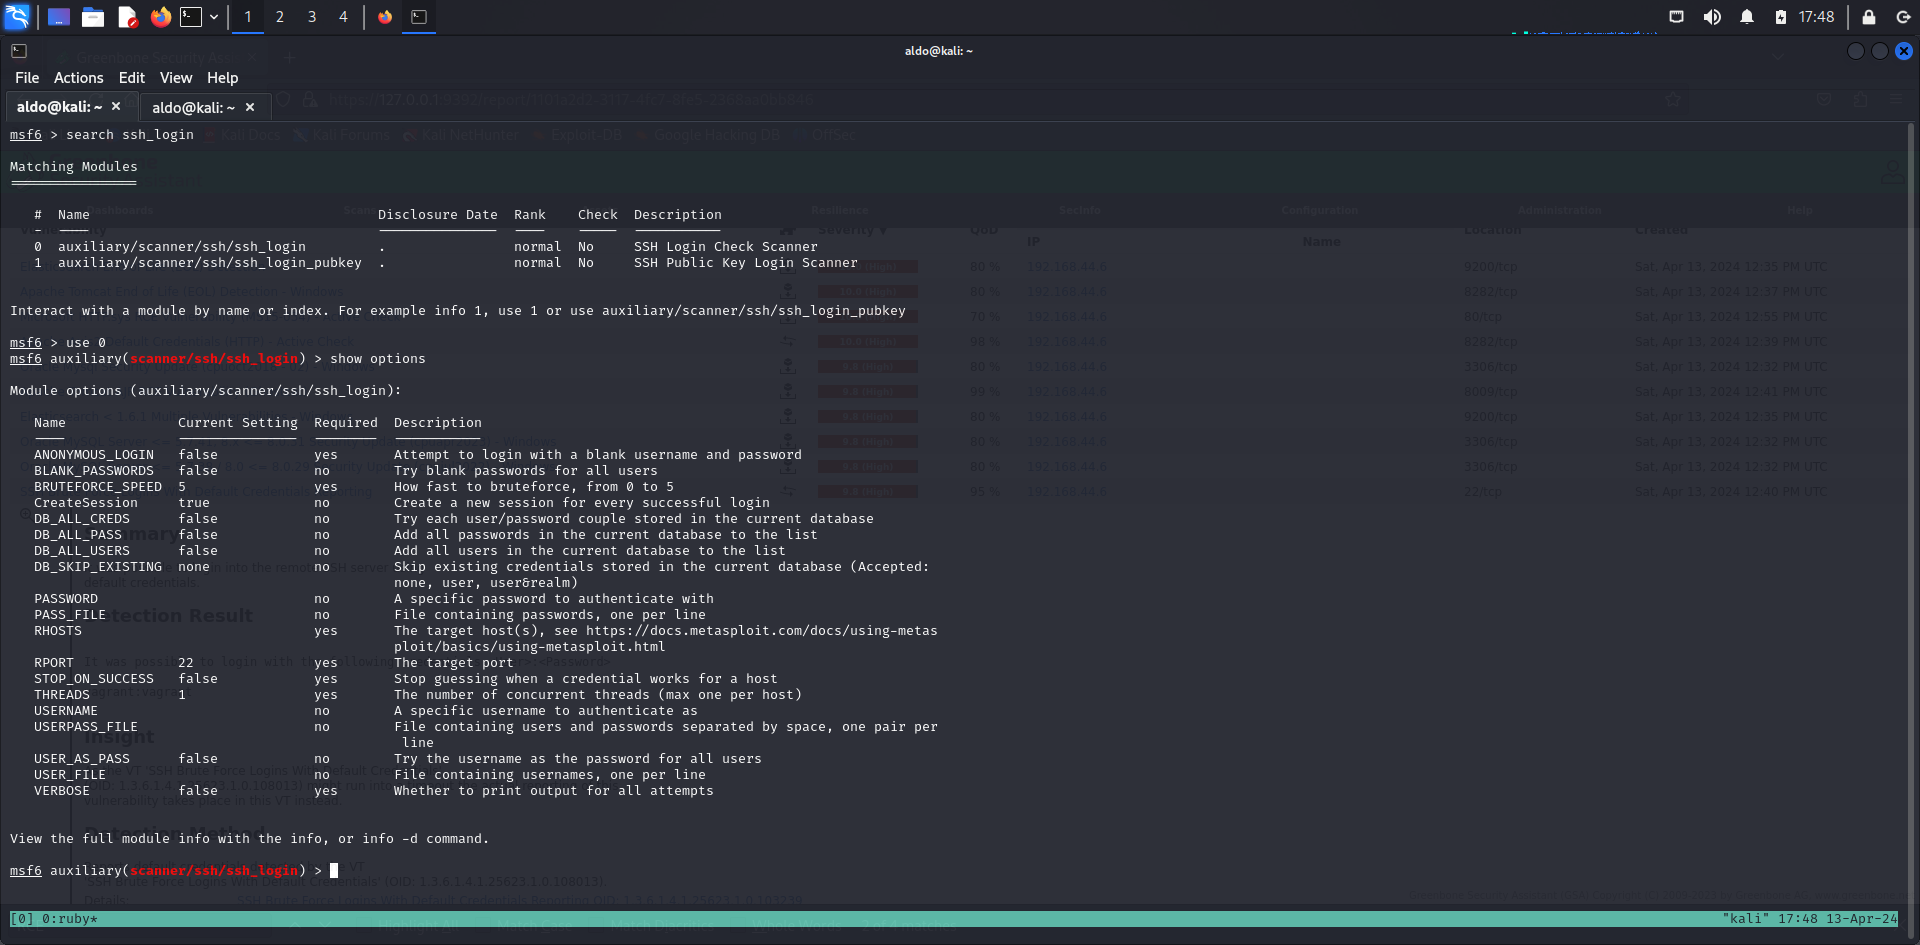 1 2 3 4 17:48
aldo@kali: ~
File Actions Edit View Help
aldo@kali: ~ × aldo@kali: ~ ×
msf6 > search ssh_login
Matching Modules
================
# Name Disclosure Date Rank Check Description
- ---- --------------- ---- ----- -----------
0 auxiliary/scanner/ssh/ssh_login . normal No SSH Login Check Scanner
1 auxiliary/scanner/ssh/ssh_login_pubkey . normal No SSH Public Key Login Scanner
Interact with a module by name or index. For example info 1, use 1 or use auxiliary/scanner/ssh/ssh_login_pubkey
msf6 > use 0
msf6 auxiliary(scanner/ssh/ssh_login) > show options
Module options (auxiliary/scanner/ssh/ssh_login):
Name Current Setting Required Description
---- --------------- -------- -----------
ANONYMOUS_LOGIN false yes Attempt to login with a blank username and password
BLANK_PASSWORDS false no Try blank passwords for all users
BRUTEFORCE_SPEED 5 yes How fast to bruteforce, from 0 to 5
CreateSession true no Create a new session for every successful login
DB_ALL_CREDS false no Try each user/password couple stored in the current database
DB_ALL_PASS false no Add all passwords in the current database to the list
DB_ALL_USERS false no Add all users in the current database to the list
DB_SKIP_EXISTING none no Skip existing credentials stored in the current database (Accepted:
none, user, user&realm)
PASSWORD no A specific password to authenticate with
PASS_FILE no File containing passwords, one per line
RHOSTS yes The target host(s), see https://docs.metasploit.com/docs/using-metas
ploit/basics/using-metasploit.html
RPORT 22 yes The target port
STOP_ON_SUCCESS false yes Stop guessing when a credential works for a host
THREADS 1 yes The number of concurrent threads (max one per host)
USERNAME no A specific username to authenticate as
USERPASS_FILE no File containing users and passwords separated by space, one pair per
line
USER_AS_PASS false no Try the username as the password for all users
USER_FILE no File containing usernames, one per line
VERBOSE false yes Whether to print output for all attempts
View the full module info with the info, or info -d command.
msf6 auxiliary(scanner/ssh/ssh_login) >
[0] 0:ruby* "kali" 17:48 13-Apr-24